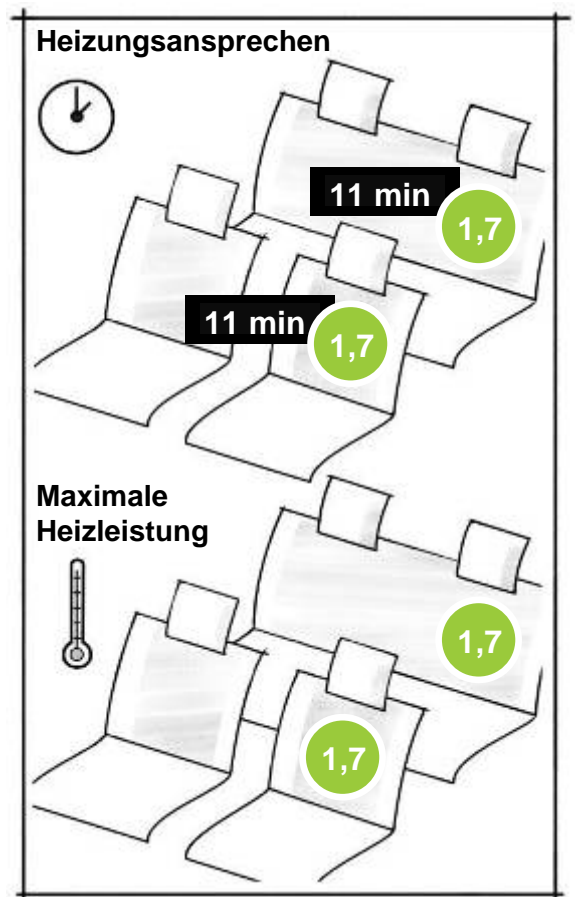 Heizungsansprechen
11 min
1,7
11 min
1,7
Maximale
Heizleistung
1,7
1,7